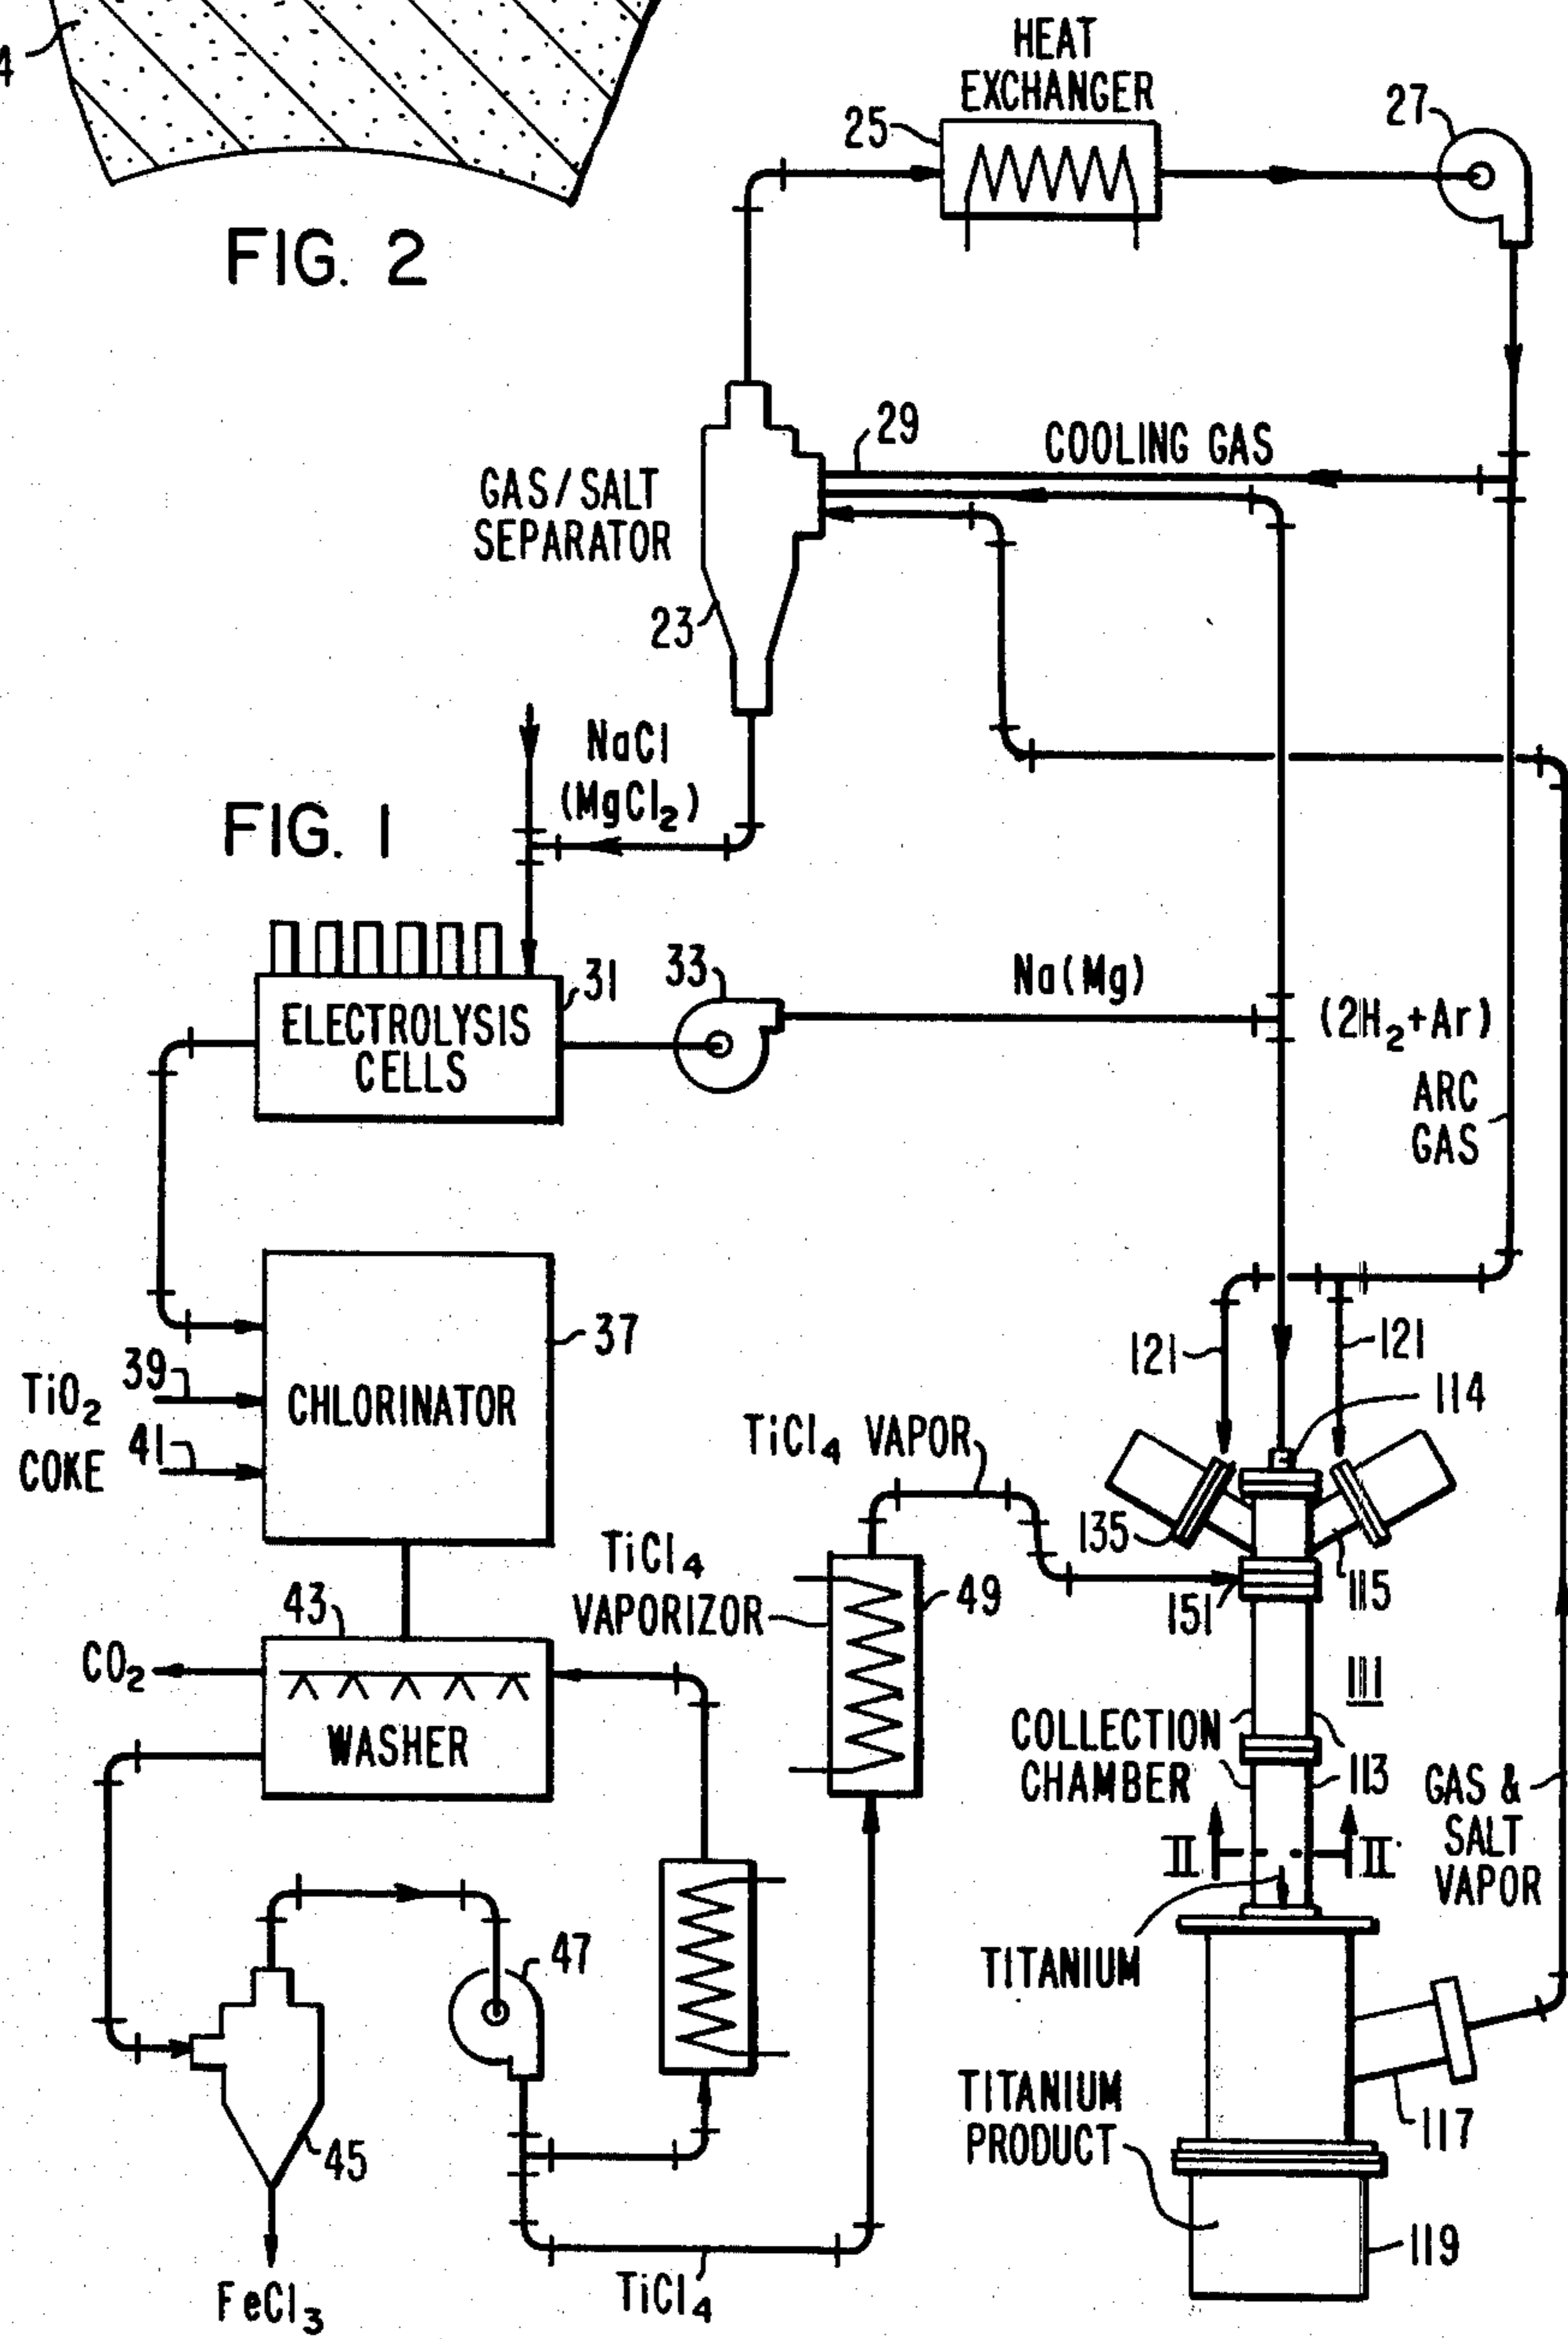 4
FIG. 2
HEAT
EXCHANGER
25
27
29
COOLING GAS
GAS/SALT
SEPARATOR
23
NaCl
(MgCl₂)
FIG. 1
31
33
Na(Mg)
(2H₂+Ar)
ELECTROLYSIS
CELLS
ARC
GAS
37
121
121
TiO₂
39
CHLORINATOR
114
COKE
41
TiCl₄ VAPOR
135
TiCl₄
VAPORIZOR
49
151
115
43
CO₂
WASHER
111
COLLECTION
CHAMBER
113
GAS &
SALT
VAPOR
II
II
47
TITANIUM
45
TITANIUM
PRODUCT
117
119
FeCl₃
TiCl₄